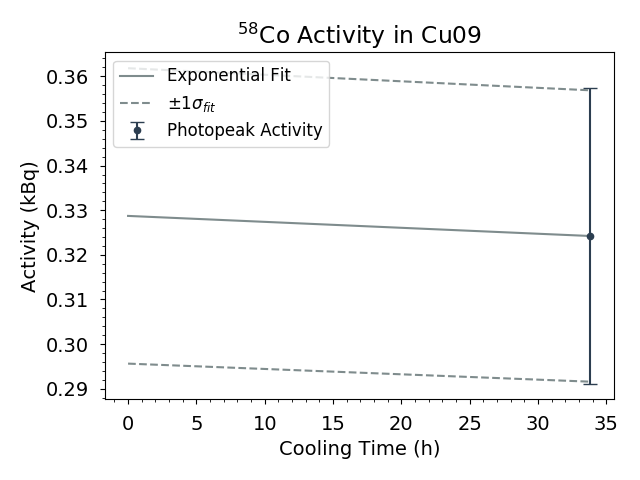 ⁵⁸Co Activity in Cu09
Exponential Fit
±1σ_fit
Photopeak Activity
Activity (kBq)
0.36
0.35
0.34
0.33
0.32
0.31
0.30
0.29
0 5 10 15 20 25 30 35
Cooling Time (h)